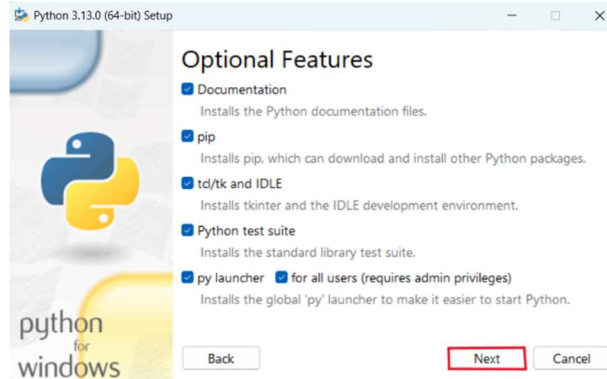 Python 3.13.0 (64-bit) Setup
Optional Features
Documentation
Installs the Python documentation files.
pip
Installs pip, which can download and install other Python packages.
tcl/tk and IDLE
Installs tkinter and the IDLE development environment.
Python test suite
Installs the standard library test suite.
py launcher for all users (requires admin privileges)
Installs the global 'py' launcher to make it easier to start Python.
python
for
windows
Back Next Cancel